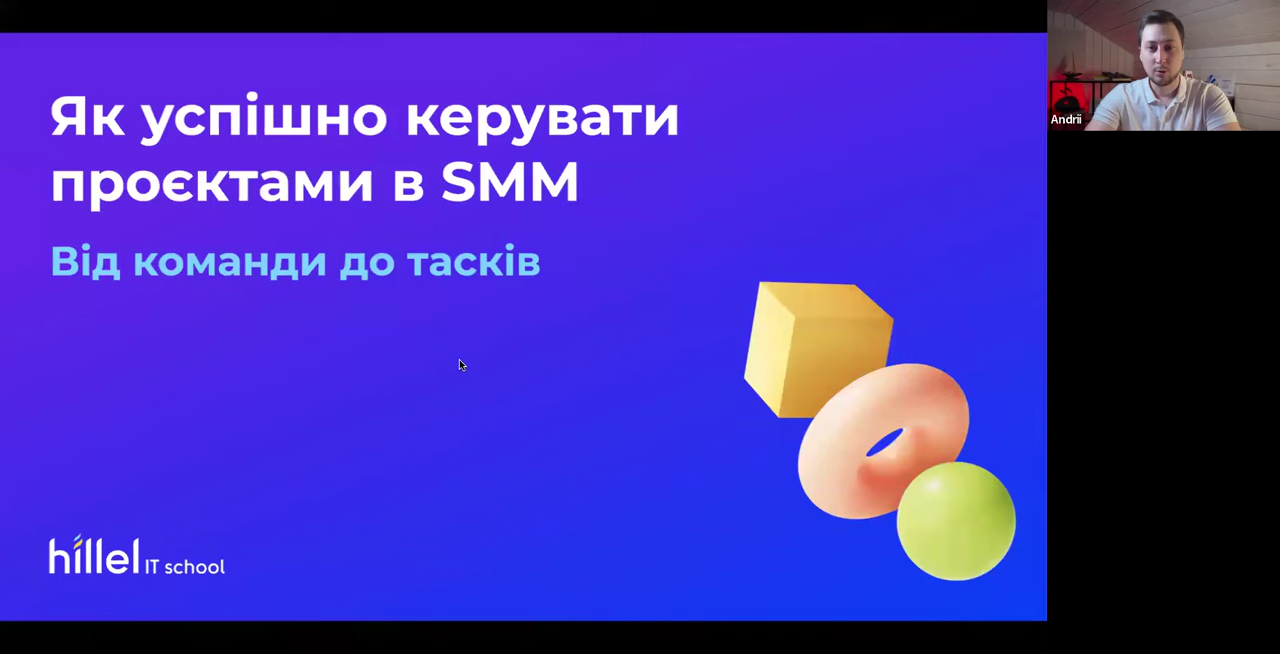 Як успішно керувати
проєктами в SMM
Від команди до тасків
hillel IT school
Andrii